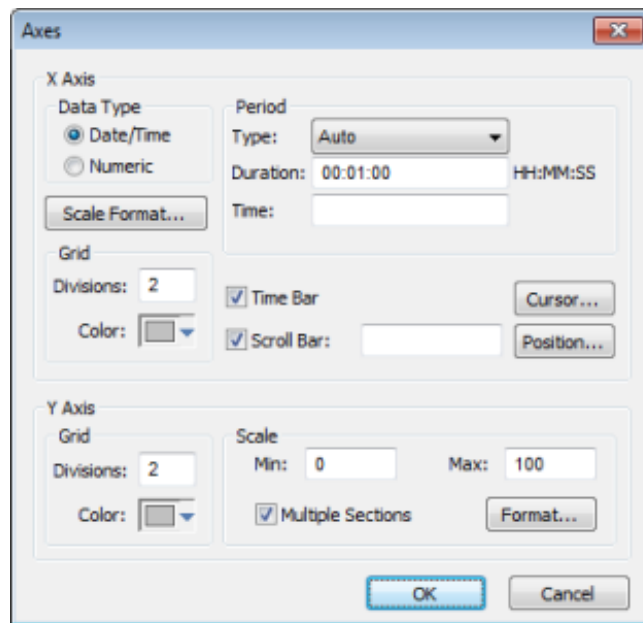 Axes
X Axis
Data Type
Date/Time
Numeric
Scale Format...
Period
Type: Auto
Duration: 00:01:00 HH:MM:SS
Time:
Grid
Divisions: 2
Color:
Time Bar
Cursor...
Scroll Bar:
Position...
Y Axis
Grid
Divisions: 2
Color:
Scale
Min: 0 Max: 100
Multiple Sections
Format...
OK Cancel